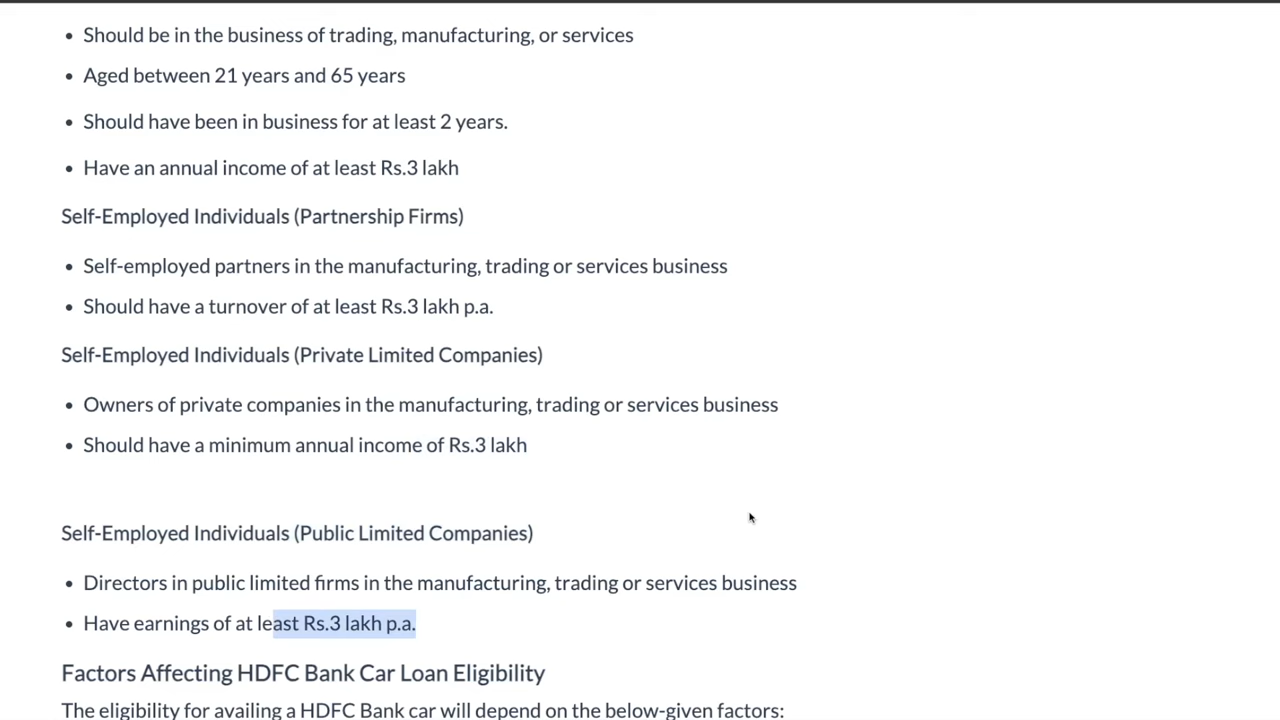 Should be in the business of trading, manufacturing, or services
Aged between 21 years and 65 years
Should have been in business for at least 2 years.
Have an annual income of at least Rs.3 lakh
Self-Employed Individuals (Partnership Firms)
Self-employed partners in the manufacturing, trading or services business
Should have a turnover of at least Rs.3 lakh p.a.
Self-Employed Individuals (Private Limited Companies)
Owners of private companies in the manufacturing, trading or services business
Should have a minimum annual income of Rs.3 lakh
Self-Employed Individuals (Public Limited Companies)
Directors in public limited firms in the manufacturing, trading or services business
Have earnings of at least Rs.3 lakh p.a.
Factors Affecting HDFC Bank Car Loan Eligibility
The eligibility for availing a HDFC Bank car will depend on the below-given factors: